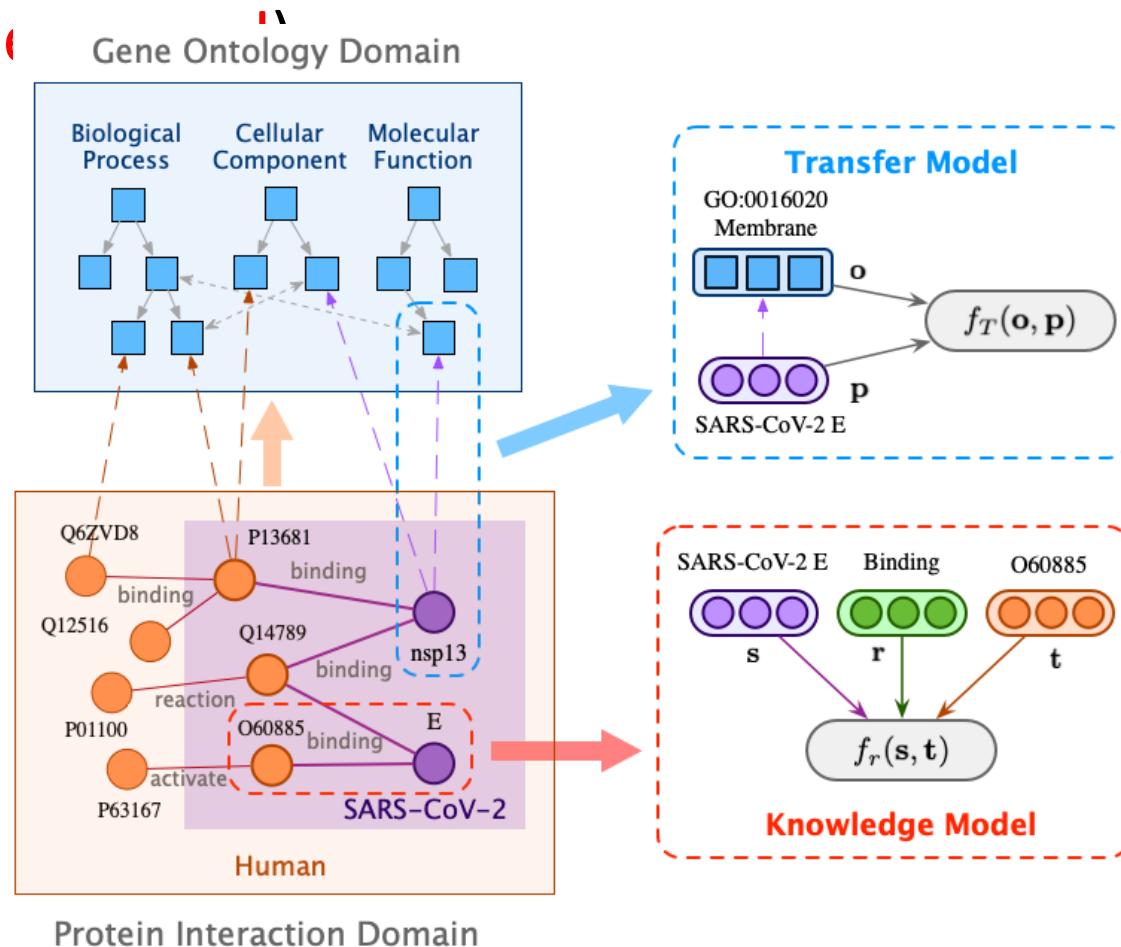 Gene Ontology Domain
Biological
Process
Cellular
Component
Molecular
Function
Transfer Model
GO:0016020
Membrane
o
f_T(o, p)
p
SARS-CoV-2 E
Q6ZVD8
P13681
binding
binding
Q12516
Q14789
nsp13
binding
reaction
P01100
O60885
E
binding
activate
P63167
SARS-CoV-2
Human
Protein Interaction Domain
SARS-CoV-2 E
Binding
O60885
s
r
t
f_r(s, t)
Knowledge Model